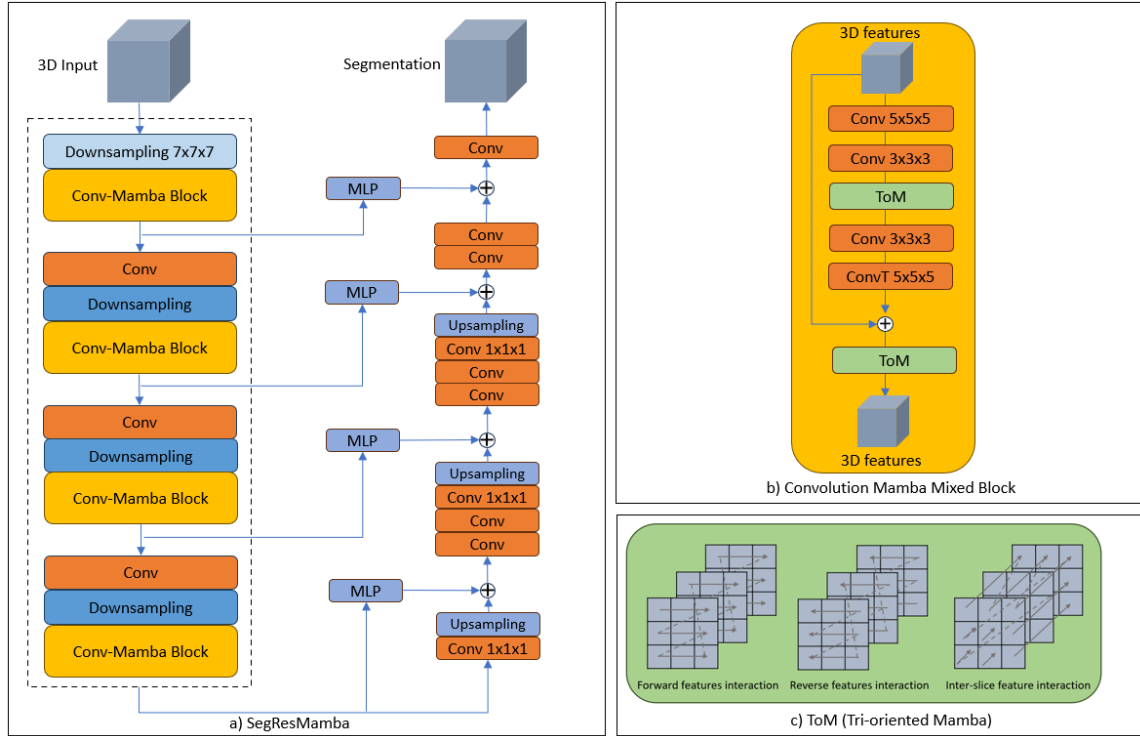 3D Input
Downsampling 7x7x7
Conv-Mamba Block
Conv
Downsampling
Conv-Mamba Block
Conv
Downsampling
Conv-Mamba Block
Conv
Downsampling
Conv-Mamba Block
Segmentation
Conv
MLP
+
Conv
Conv
MLP
+
Upsampling
Conv 1x1x1
Conv
Conv
MLP
+
Upsampling
Conv 1x1x1
Conv
Conv
MLP
+
Upsampling
Conv 1x1x1
a) SegResMamba
3D features
Conv 5x5x5
Conv 3x3x3
ToM
Conv 3x3x3
ConvT 5x5x5
+
ToM
3D features
b) Convolution Mamba Mixed Block
Forward features interaction
Reverse features interaction
Inter-slice feature interaction
c) ToM (Tri-oriented Mamba)